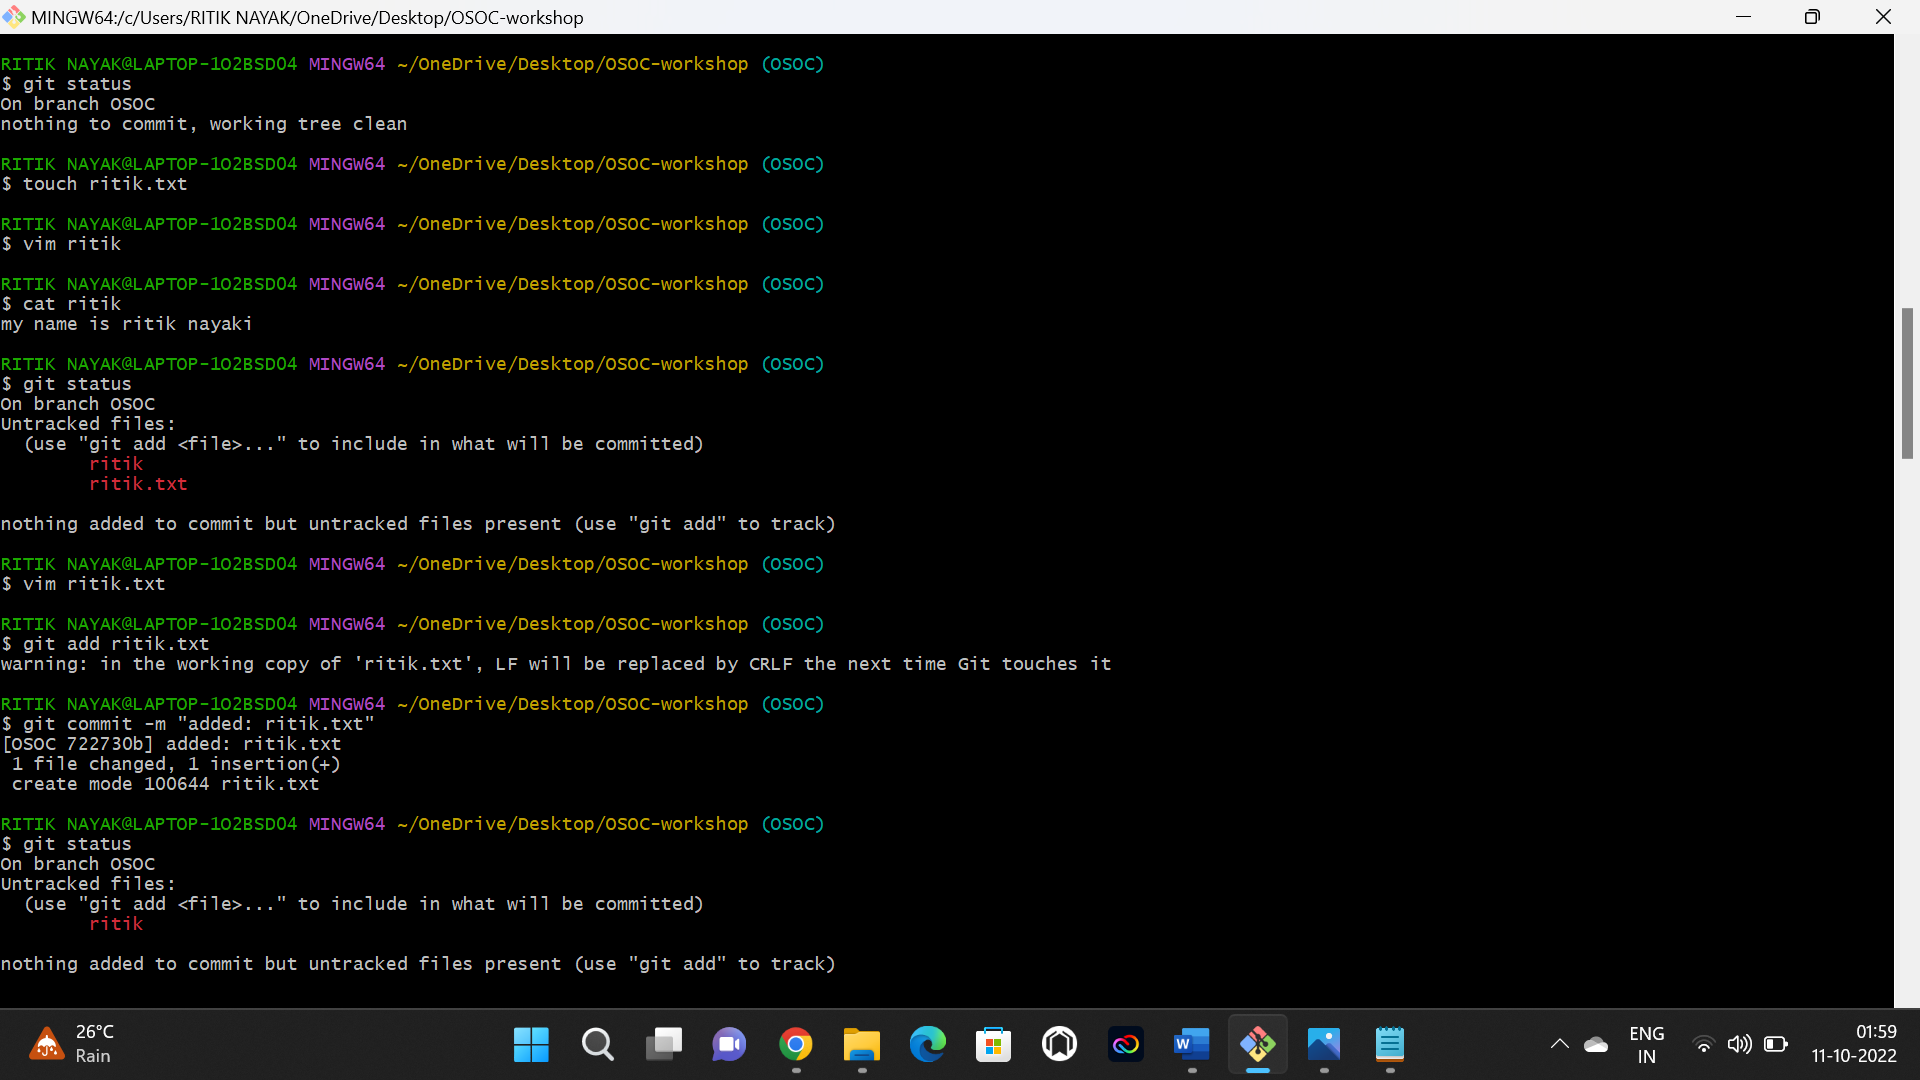 MINGW64:/c/Users/RITIK NAYAK/OneDrive/Desktop/OSOC-workshop
RITIK NAYAK@LAPTOP-1O2BSDO4 MINGW64 ~/OneDrive/Desktop/OSOC-workshop (OSOC)
$ git status
On branch OSOC
nothing to commit, working tree clean
RITIK NAYAK@LAPTOP-1O2BSDO4 MINGW64 ~/OneDrive/Desktop/OSOC-workshop (OSOC)
$ touch ritik.txt
RITIK NAYAK@LAPTOP-1O2BSDO4 MINGW64 ~/OneDrive/Desktop/OSOC-workshop (OSOC)
$ vim ritik
RITIK NAYAK@LAPTOP-1O2BSDO4 MINGW64 ~/OneDrive/Desktop/OSOC-workshop (OSOC)
$ cat ritik
my name is ritik nayaki
RITIK NAYAK@LAPTOP-1O2BSDO4 MINGW64 ~/OneDrive/Desktop/OSOC-workshop (OSOC)
$ git status
On branch OSOC
Untracked files:
  (use "git add <file>..." to include in what will be committed)
        ritik
        ritik.txt
nothing added to commit but untracked files present (use "git add" to track)
RITIK NAYAK@LAPTOP-1O2BSDO4 MINGW64 ~/OneDrive/Desktop/OSOC-workshop (OSOC)
$ vim ritik.txt
RITIK NAYAK@LAPTOP-1O2BSDO4 MINGW64 ~/OneDrive/Desktop/OSOC-workshop (OSOC)
$ git add ritik.txt
warning: in the working copy of 'ritik.txt', LF will be replaced by CRLF the next time Git touches it
RITIK NAYAK@LAPTOP-1O2BSDO4 MINGW64 ~/OneDrive/Desktop/OSOC-workshop (OSOC)
$ git commit -m "added: ritik.txt"
[OSOC 722730b] added: ritik.txt
 1 file changed, 1 insertion(+)
 create mode 100644 ritik.txt
RITIK NAYAK@LAPTOP-1O2BSDO4 MINGW64 ~/OneDrive/Desktop/OSOC-workshop (OSOC)
$ git status
On branch OSOC
Untracked files:
  (use "git add <file>..." to include in what will be committed)
        ritik
nothing added to commit but untracked files present (use "git add" to track)
26°C
Rain
W
ENG
IN
01:59
11-10-2022